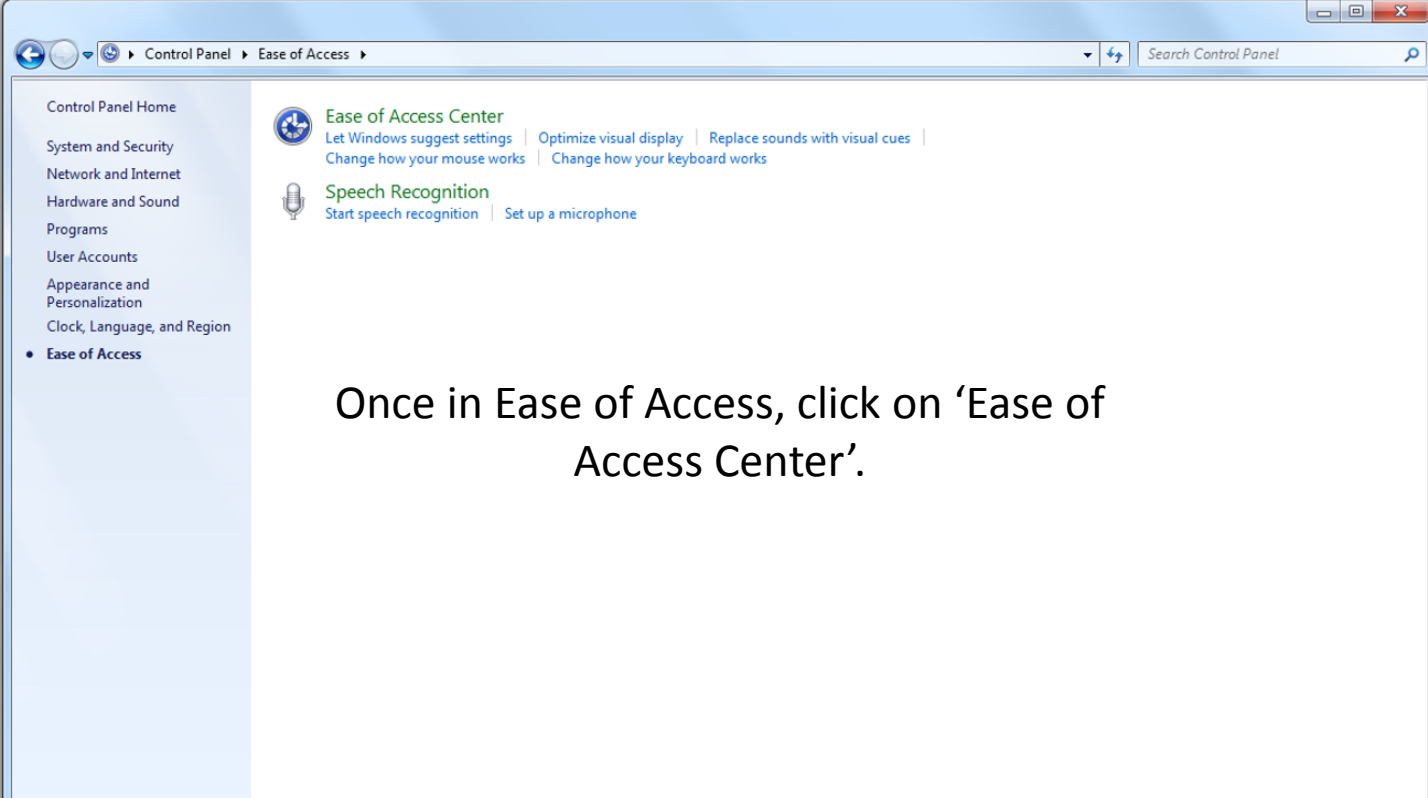 Control Panel Ease of Access
Search Control Panel
Control Panel Home
System and Security
Network and Internet
Hardware and Sound
Programs
User Accounts
Appearance and
Personalization
Clock, Language, and Region
Ease of Access
Ease of Access Center
Let Windows suggest settings Optimize visual display Replace sounds with visual cues
Change how your mouse works Change how your keyboard works
Speech Recognition
Start speech recognition Set up a microphone
Once in Ease of Access, click on ‘Ease of
Access Center’.